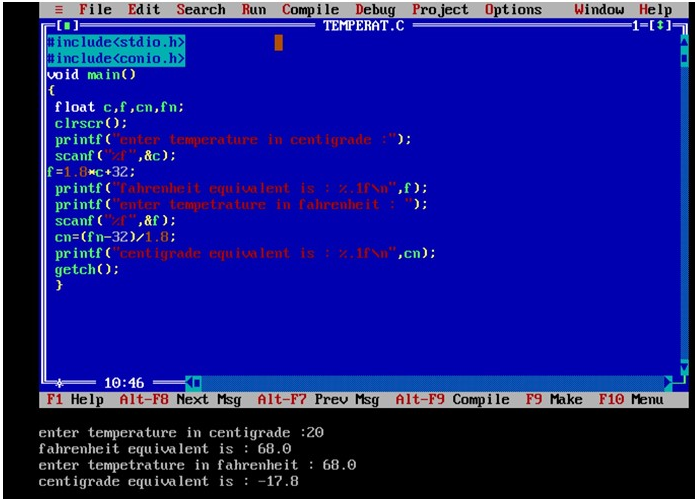 ≡ File Edit Search Run Compile Debug Project Options Window Help
[■] TEMPERAT.C 1=[↕]
#include<stdio.h>
#include<conio.h>
void main()
{
float c,f,cn,fn;
clrscr();
printf("enter temperature in centigrade :");
scanf("%f",&c);
f=1.8*c+32;
printf("fahrenheit equivalent is : %.1f\n",f);
printf("enter tempetrature in fahrenheit : ");
scanf("%f",&f);
cn=(fn-32)/1.8;
printf("centigrade equivalent is : %.1f\n",cn);
getch();
}
* 10:46
F1 Help Alt-F8 Next Msg Alt-F7 Prev Msg Alt-F9 Compile F9 Make F10 Menu
enter temperature in centigrade :20
fahrenheit equivalent is : 68.0
enter tempetrature in fahrenheit : 68.0
centigrade equivalent is : -17.8